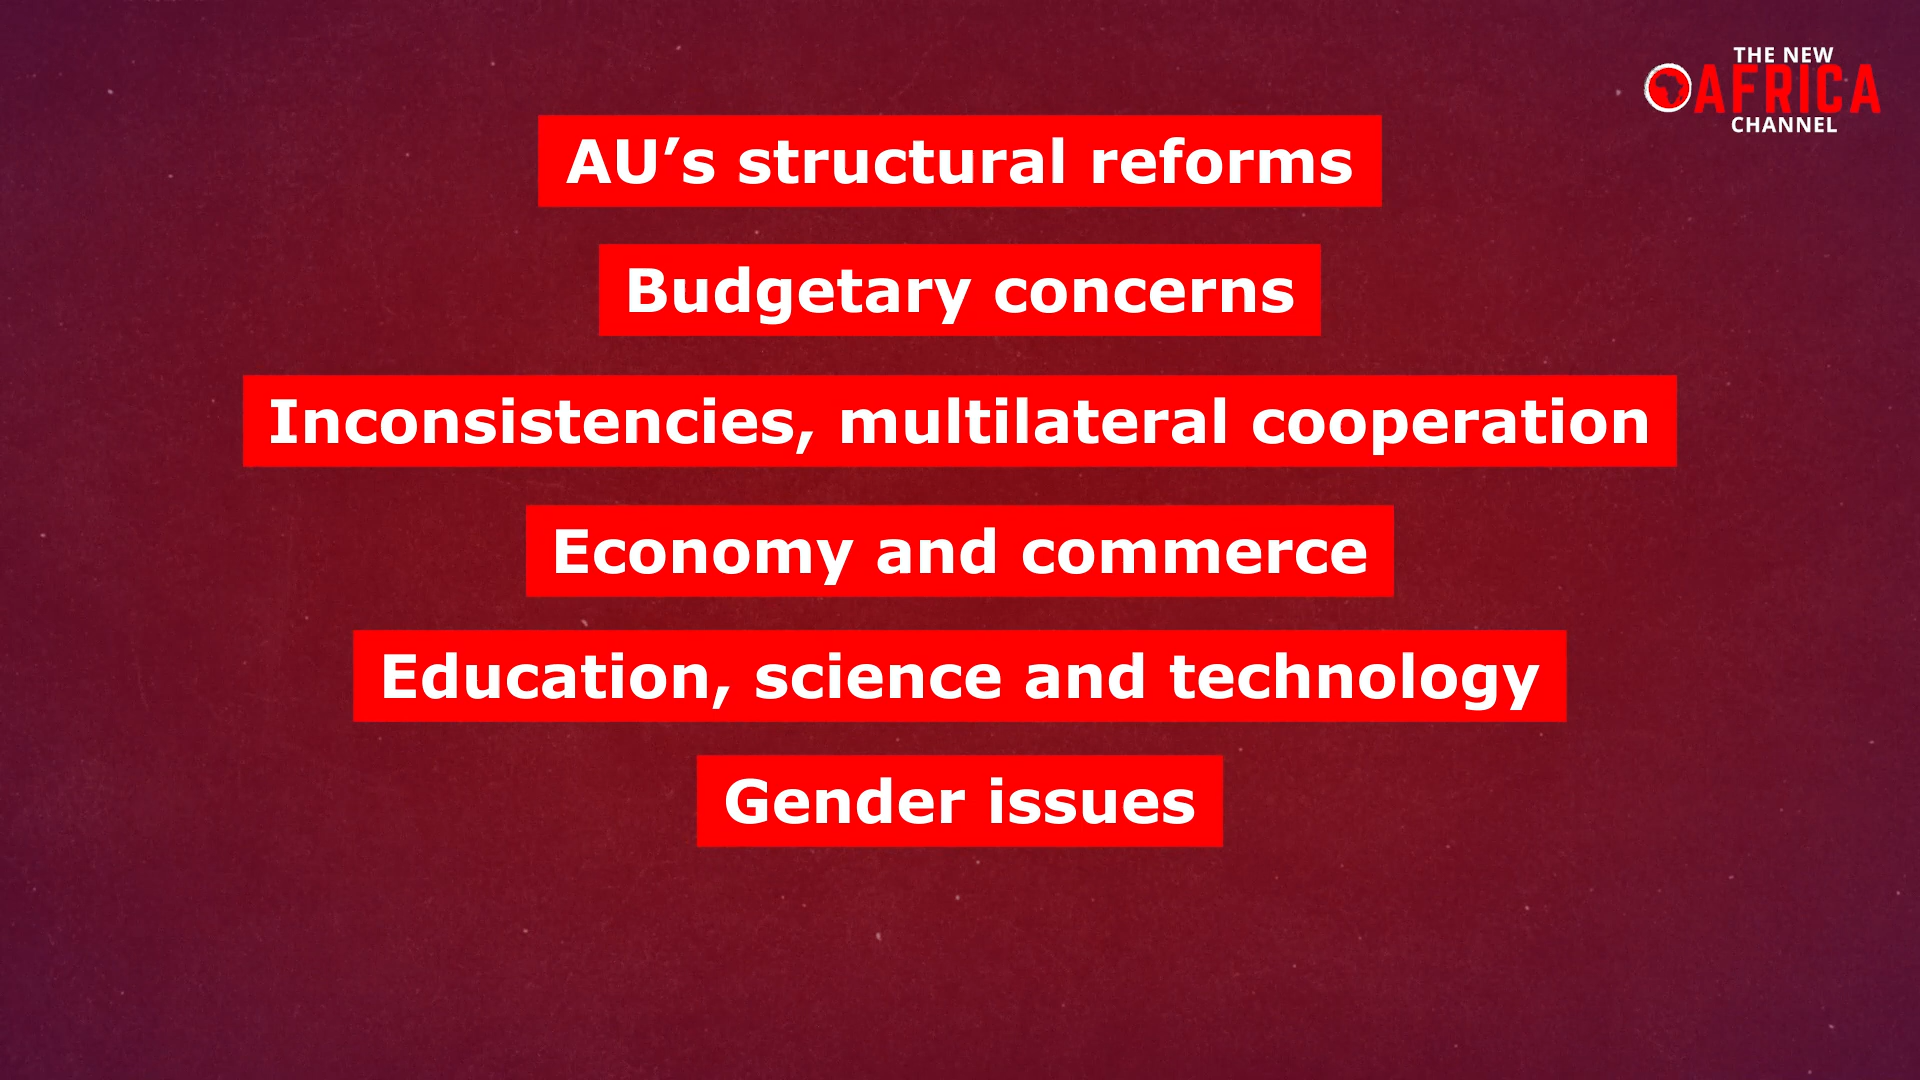 THE NEW
AFRICA
CHANNEL
AU’s structural reforms
Budgetary concerns
Inconsistencies, multilateral cooperation
Economy and commerce
Education, science and technology
Gender issues